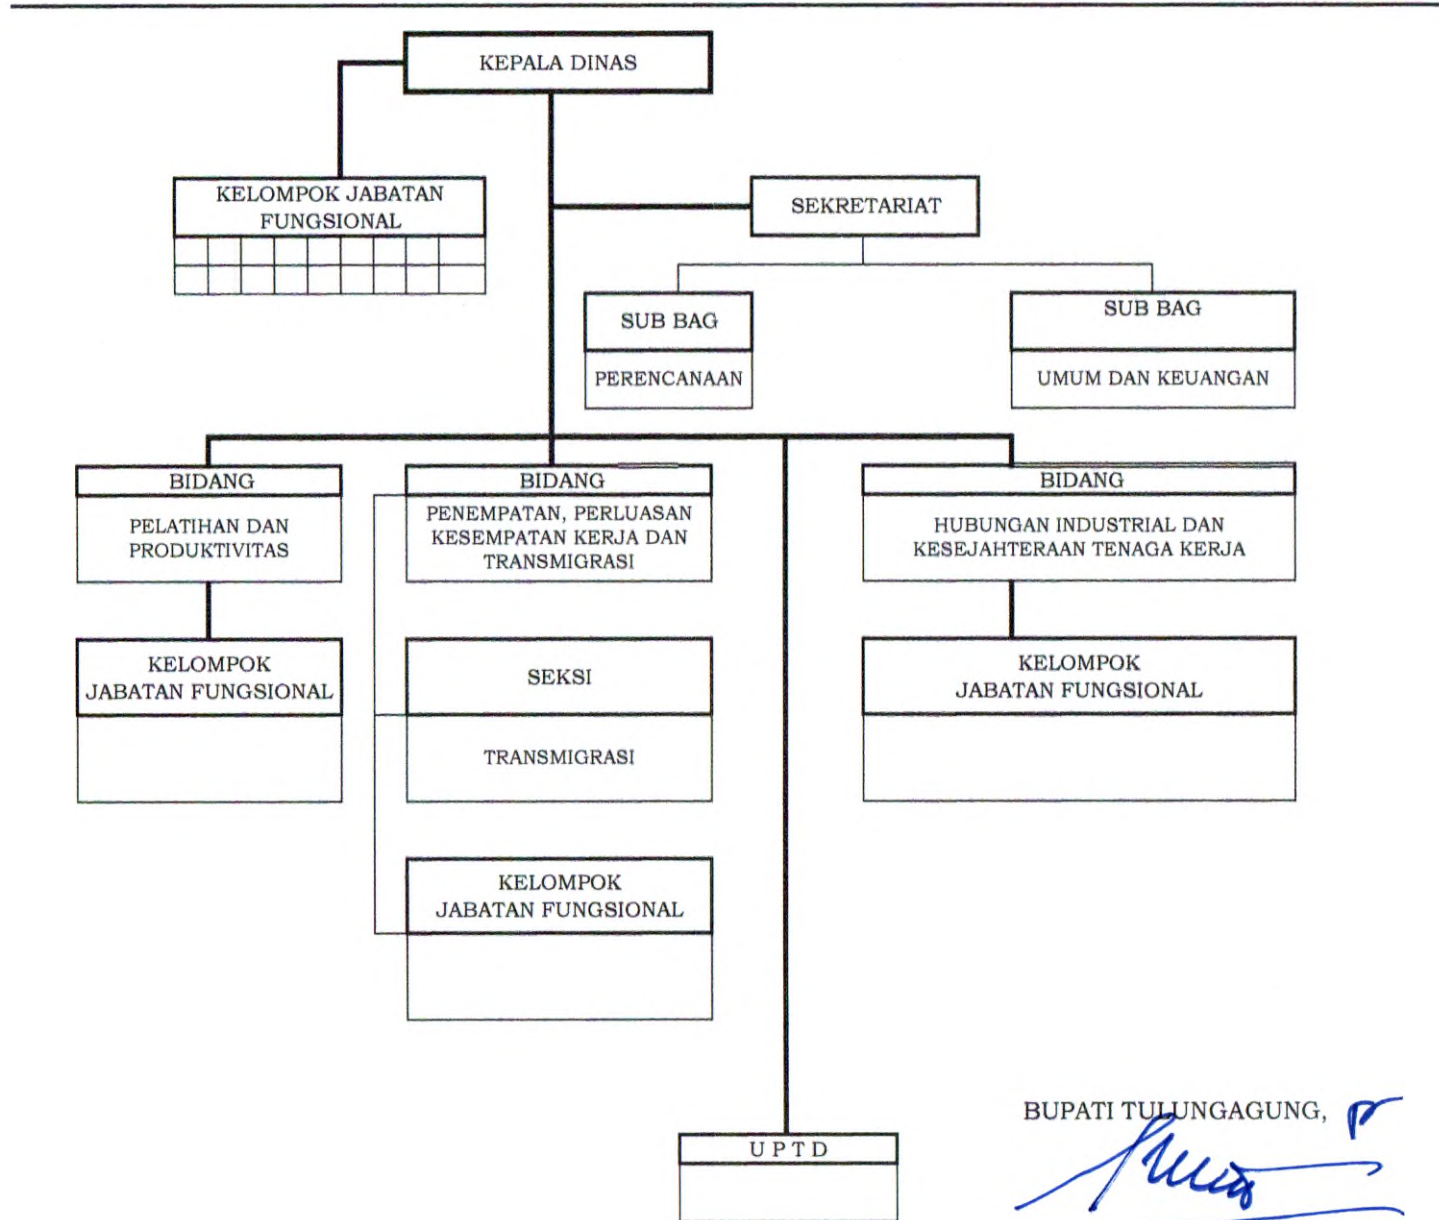 KEPALA DINAS
KELOMPOK JABATAN
FUNGSIONAL
SEKRETARIAT
SUB BAG
PERENCANAAN
SUB BAG
UMUM DAN KEUANGAN
BIDANG
PELATIHAN DAN
PRODUKTIVITAS
BIDANG
PENEMPATAN, PERLUASAN
KESEMPATAN KERJA DAN
TRANSMIGRASI
BIDANG
HUBUNGAN INDUSTRIAL DAN
KESEJAHTERAAN TENAGA KERJA
KELOMPOK
JABATAN FUNGSIONAL
SEKSI
TRANSMIGRASI
KELOMPOK
JABATAN FUNGSIONAL
KELOMPOK
JABATAN FUNGSIONAL
U P T D
BUPATI TULUNGAGUNG,